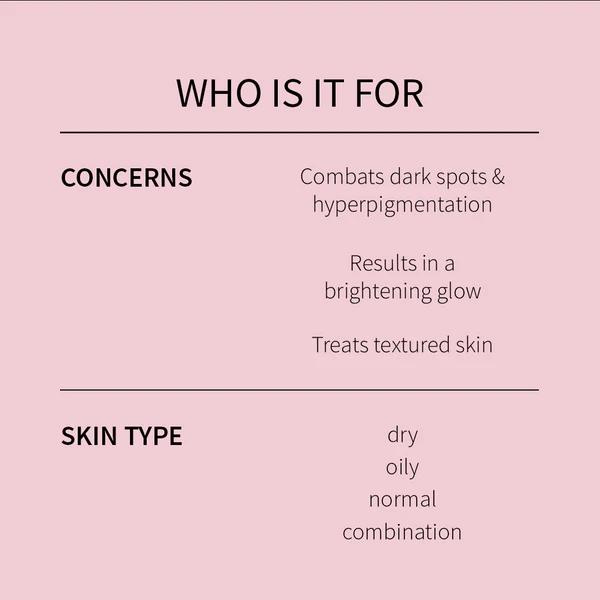 WHO IS IT FOR
CONCERNS
Combats dark spots &
hyperpigmentation
Results in a
brightening glow
Treats textured skin
SKIN TYPE
dry
oily
normal
combination